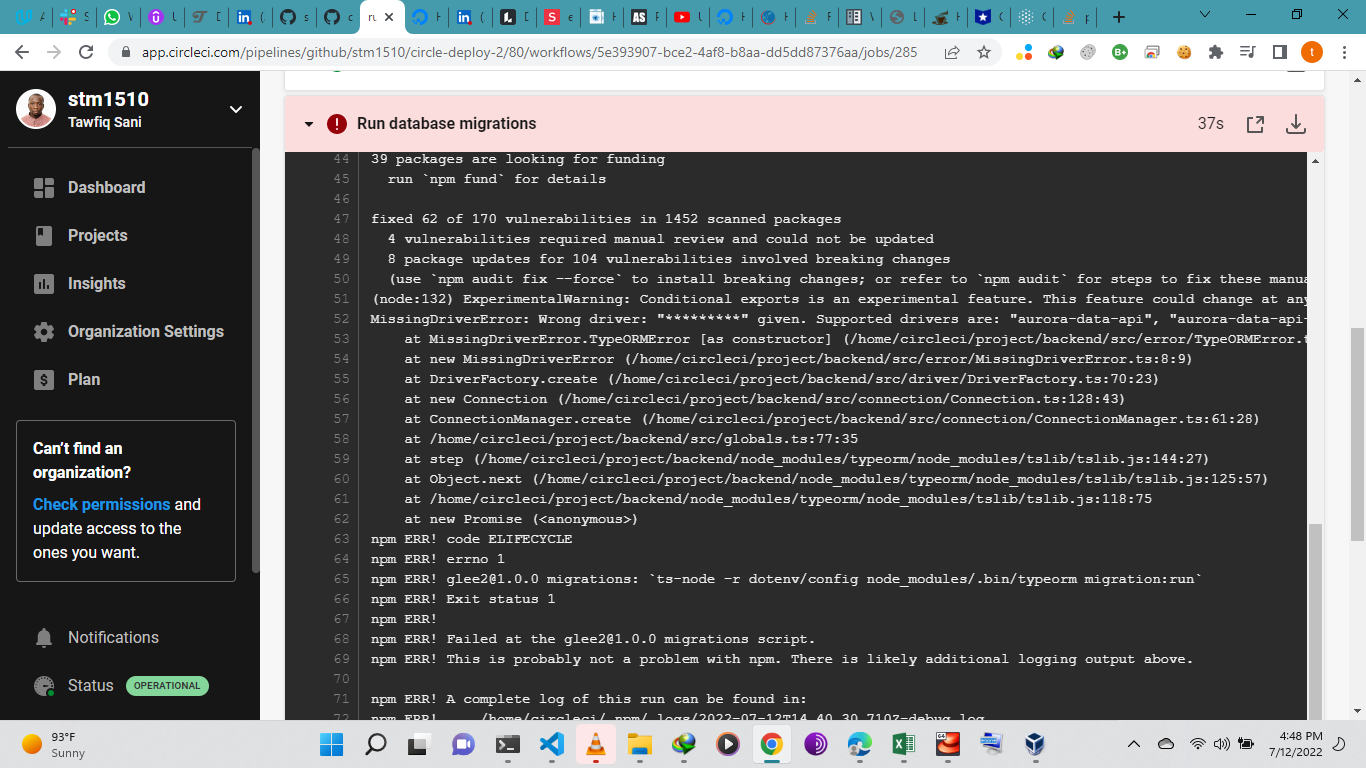 app.circleci.com/pipelines/github/stm1510/circle-deploy-2/80/workflows/5e393907-bce2-4af8-b8aa-dd5dd87376aa/jobs/285
stm1510
Tawfiq Sani
Dashboard
Projects
Insights
Organization Settings
Plan
Can't find an
organization?
Check permissions and
update access to the
ones you want.
Notifications
Status OPERATIONAL
Run database migrations 37s
44 39 packages are looking for funding
45 run `npm fund` for details
46
47 fixed 62 of 170 vulnerabilities in 1452 scanned packages
48 4 vulnerabilities required manual review and could not be updated
49 8 package updates for 104 vulnerabilities involved breaking changes
50 (use `npm audit fix --force` to install breaking changes; or refer to `npm audit` for steps to fix these manua
51 (node:132) ExperimentalWarning: Conditional exports is an experimental feature. This feature could change at any
52 MissingDriverError: Wrong driver: "*********" given. Supported drivers are: "aurora-data-api", "aurora-data-api-
53 at MissingDriverError.TypeORMError [as constructor] (/home/circleci/project/backend/src/error/TypeORMError.t
54 at new MissingDriverError (/home/circleci/project/backend/src/error/MissingDriverError.ts:8:9)
55 at DriverFactory.create (/home/circleci/project/backend/src/driver/DriverFactory.ts:70:23)
56 at new Connection (/home/circleci/project/backend/src/connection/Connection.ts:128:43)
57 at ConnectionManager.create (/home/circleci/project/backend/src/connection/ConnectionManager.ts:61:28)
58 at /home/circleci/project/backend/src/globals.ts:77:35
59 at step (/home/circleci/project/backend/node_modules/typeorm/node_modules/tslib/tslib.js:144:27)
60 at Object.next (/home/circleci/project/backend/node_modules/typeorm/node_modules/tslib/tslib.js:125:57)
61 at /home/circleci/project/backend/node_modules/typeorm/node_modules/tslib/tslib.js:118:75
62 at new Promise (<anonymous>)
63 npm ERR! code ELIFECYCLE
64 npm ERR! errno 1
65 npm ERR! glee2@1.0.0 migrations: `ts-node -r dotenv/config node_modules/.bin/typeorm migration:run`
66 npm ERR! Exit status 1
67 npm ERR!
68 npm ERR! Failed at the glee2@1.0.0 migrations script.
69 npm ERR! This is probably not a problem with npm. There is likely additional logging output above.
70
71 npm ERR! A complete log of this run can be found in:
72 npm ERR! /home/circleci/.npm/_logs/2022-07-12T14_40_30_710Z-debug.log
93°F
Sunny
4:48 PM
7/12/2022